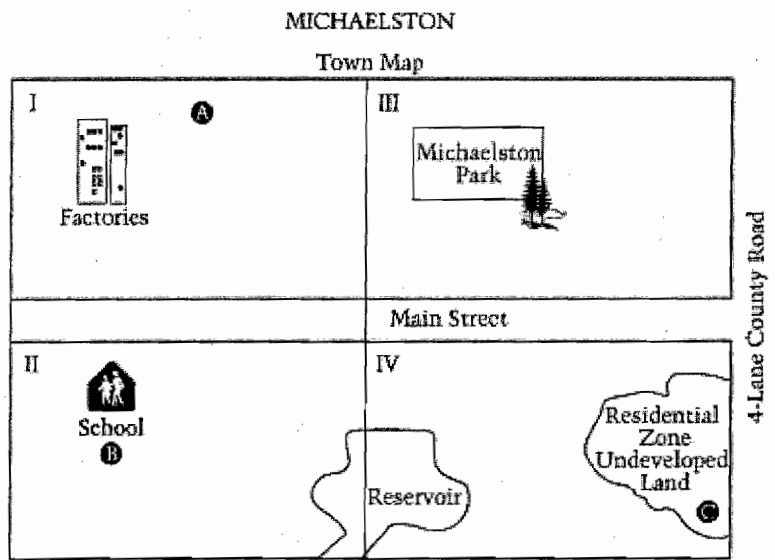 MICHAELSTON
Town Map
I
A
III
Michaelston
Park
Factories
4-Lane County Road
Main Street
II
IV
School
B
Reservoir
Residential
Zone
Undeveloped
Land
C